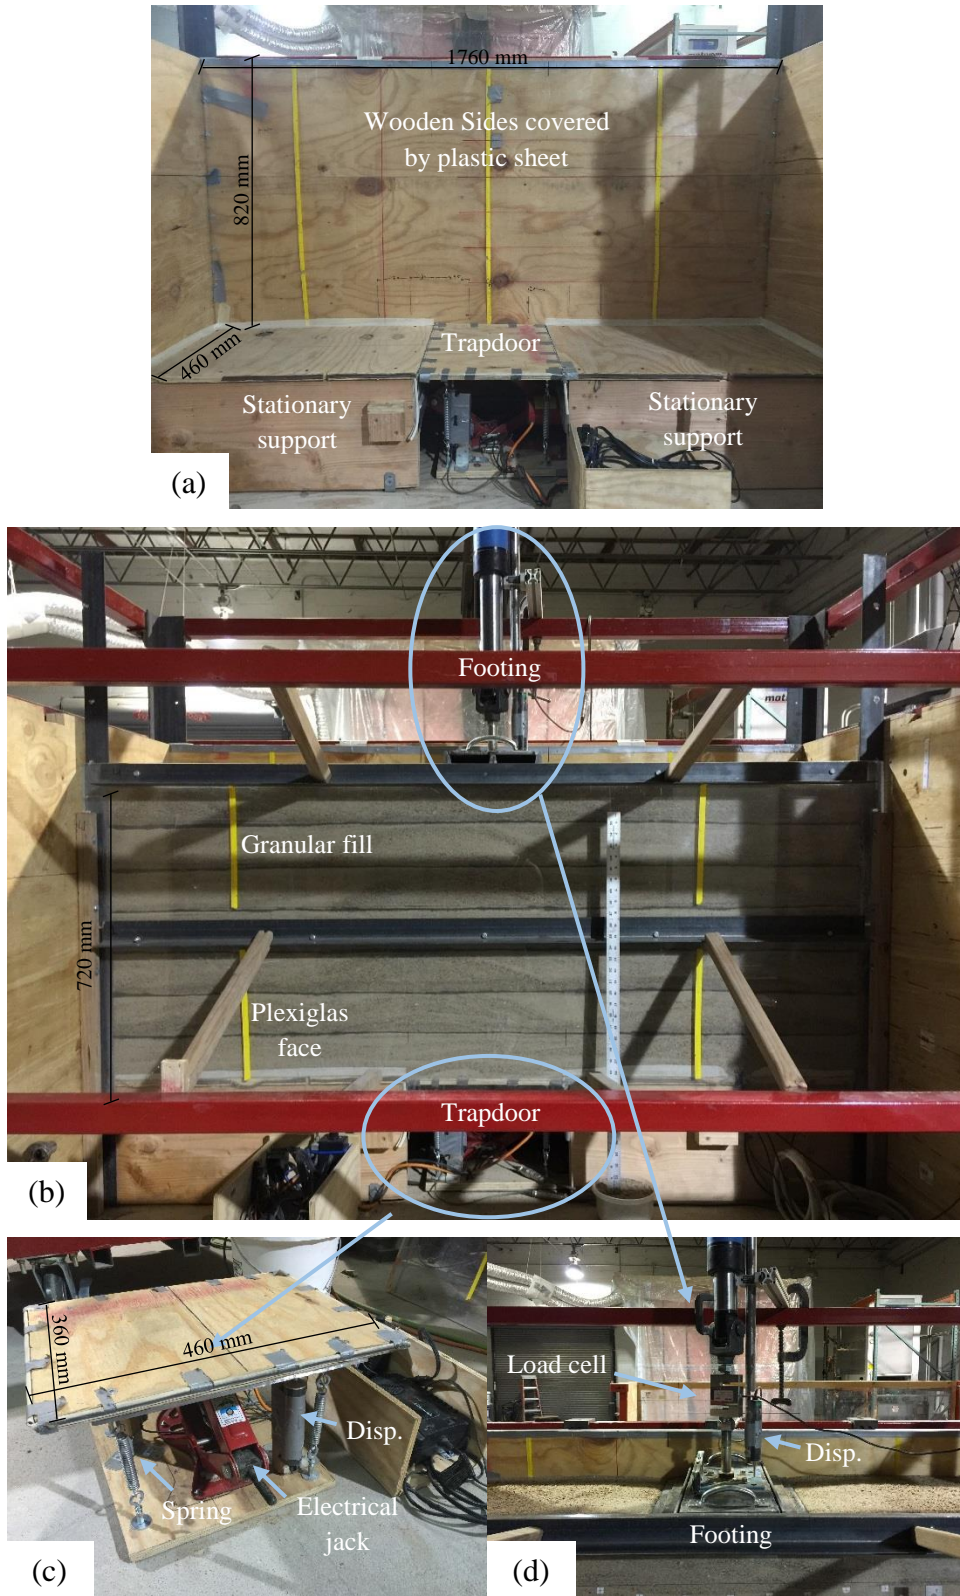 1760 mm
Wooden Sides covered
by plastic sheet
820 mm
460 mm
Trapdoor
Stationary
support
Stationary
support
(a)
Footing
Granular fill
720 mm
Plexiglas
face
Trapdoor
(b)
360 mm
460 mm
Disp.
Spring
Electrical
jack
(c)
Load cell
Disp.
Footing
(d)